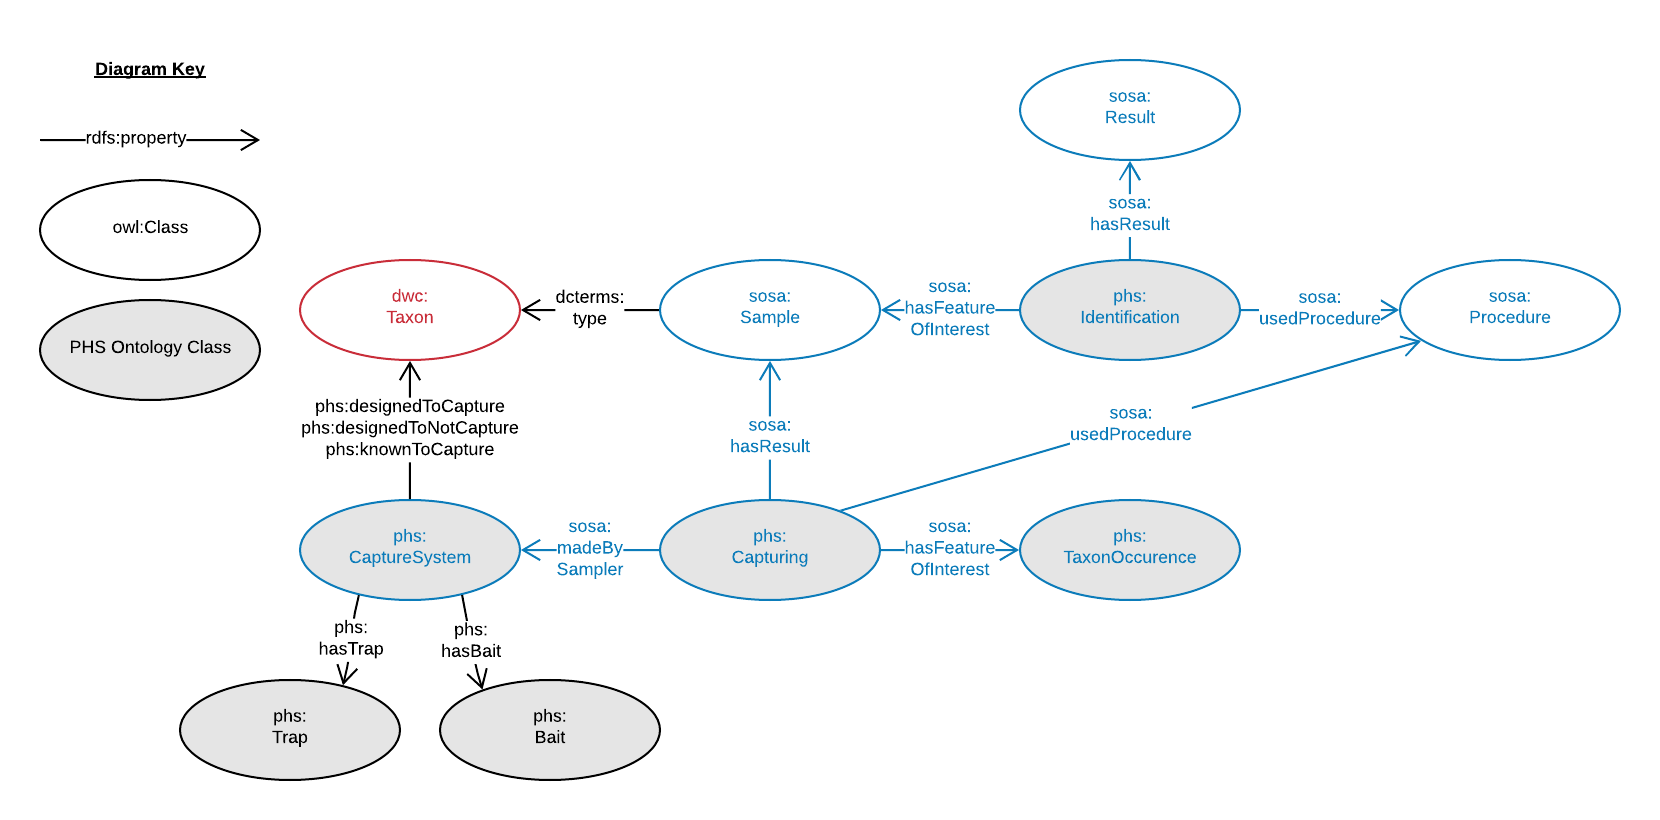 Diagram Key
rdfs:property
owl:Class
PHS Ontology Class
sosa:
Result
sosa:
hasResult
dwc:
Taxon
dcterms:
type
sosa:
Sample
sosa:
hasFeature
OfInterest
phs:
Identification
sosa:
usedProcedure
sosa:
Procedure
phs:designedToCapture
phs:designedToNotCapture
phs:knownToCapture
sosa:
hasResult
sosa:
usedProcedure
phs:
CaptureSystem
sosa:
madeBy
Sampler
phs:
Capturing
sosa:
hasFeature
OfInterest
phs:
TaxonOccurence
phs:
hasTrap
phs:
hasBait
phs:
Trap
phs:
Bait